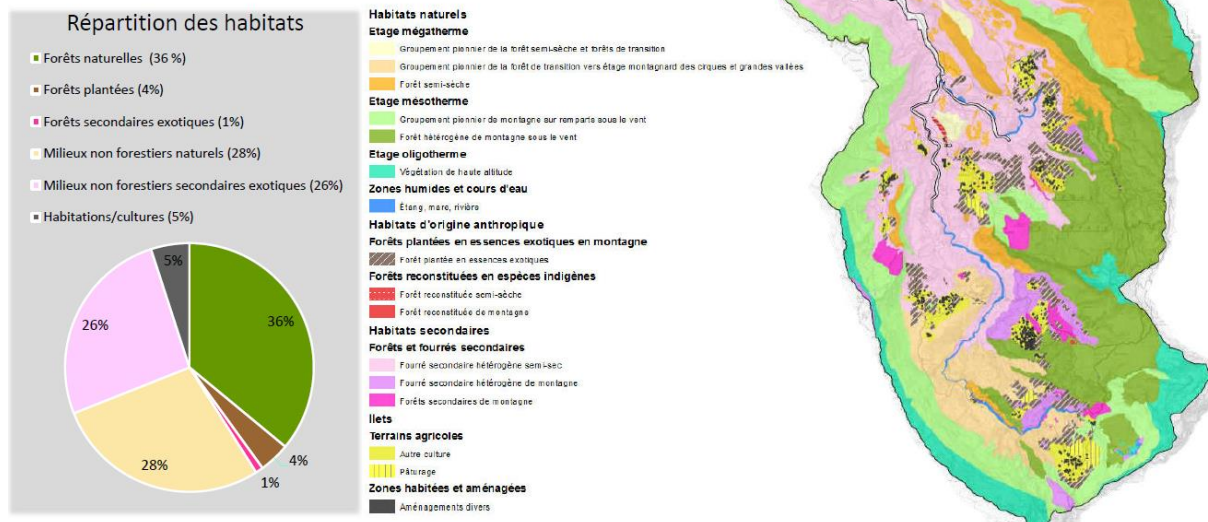 Répartition des habitats
Forêts naturelles (36 %)
Forêts plantées (4%)
Forêts secondaires exotiques (1%)
Milieux non forestiers naturels (28%)
Milieux non forestiers secondaires exotiques (26%)
Habitations/cultures (5%)
5%
36%
26%
28%
4%
1%
Habitats naturels
Etage mégatherme
Groupement pionnier de la forêt semi-sèche et forêts de transition
Groupement pionnier de la forêt de transition vers étage montagnard des cirques et grandes vallées
Forêt semi-sèche
Etage mésotherme
Groupement pionnier de montagne sur remparts sous le vent
Forêt hétérogène de montagne sous le vent
Etage oligotherme
Végétation de haute altitude
Zones humides et cours d'eau
Étang, mare, rivière
Habitats d'origine anthropique
Forêts plantées en essences exotiques en montagne
Forêt plantée en essences exotiques
Forêts reconstituées en espèces indigènes
Forêt reconstituée semi-sèche
Forêt reconstituée de montagne
Habitats secondaires
Forêts et fourrés secondaires
Fourré secondaire hétérogène semi-sec
Fourré secondaire hétérogène de montagne
Forêts secondaires de montagne
Ilets
Terrains agricoles
Autre culture
Pâturage
Zones habitées et aménagées
Aménagements divers